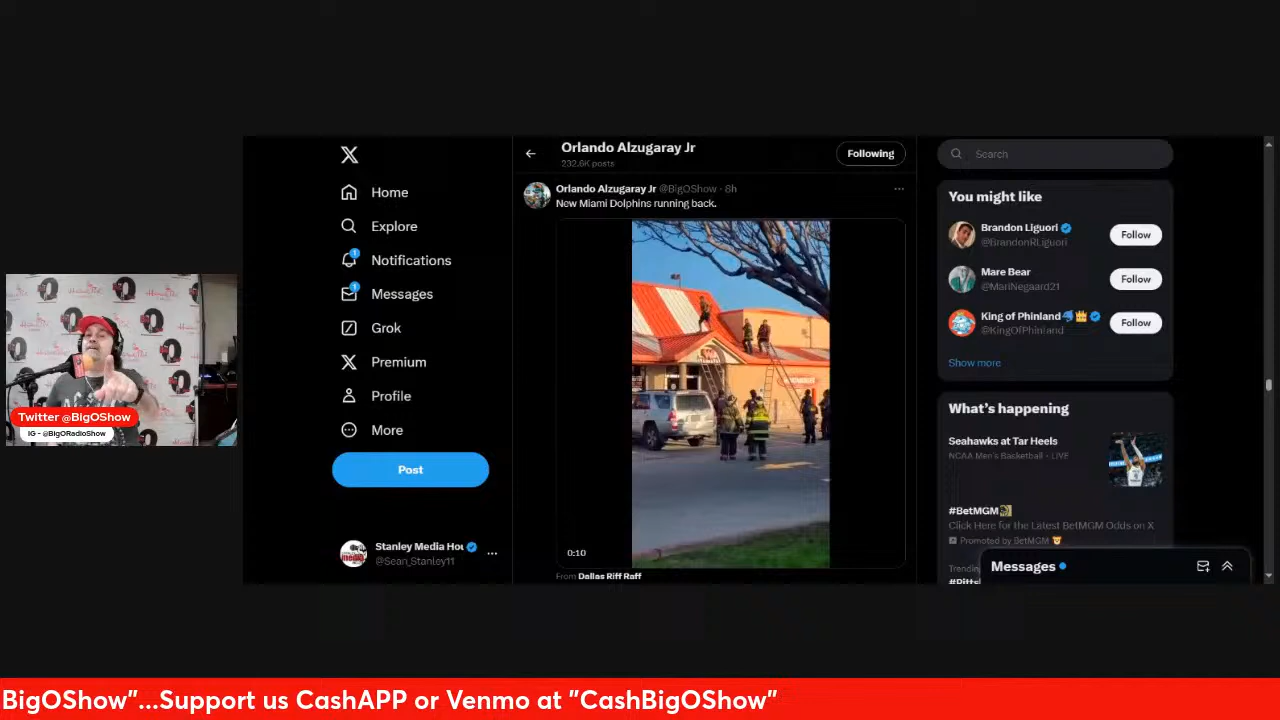 Orlando Alzugaray Jr
232.6K posts
Following
Search
Home
Explore
Notifications
Messages
Grok
Premium
Profile
More
Post
Stanley Media Hou
@Sean_Stanley11
Orlando Alzugaray Jr @BigOShow · 8h
New Miami Dolphins running back.
0:10
From Dallas Riff Raff
You might like
Brandon Liguori
@BrandonRLiguori
Follow
Mare Bear
@MariNegaard21
Follow
King of Phinland
@KingOfPhinland
Follow
Show more
What's happening
Seahawks at Tar Heels
NCAA Men's Basketball · LIVE
#BetMGM
Click Here for the Latest BetMGM Odds on X
Promoted by BetMGM
Trending
Messages
Twitter @BigOShow
IG - @BigORadioShow
BigOShow"...Support us CashAPP or Venmo at "CashBigOShow"